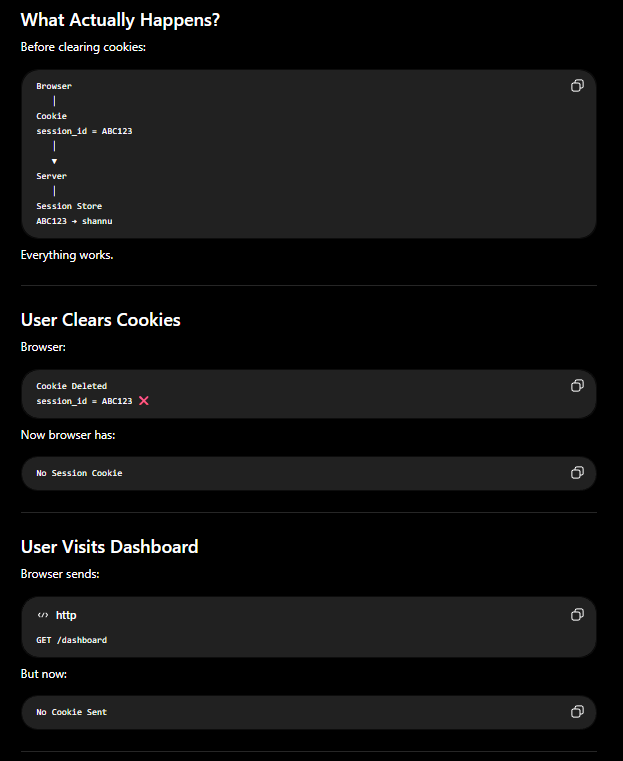 What Actually Happens?
Before clearing cookies:
Browser
|
Cookie
session_id = ABC123
|
▼
Server
|
Session Store
ABC123 → shannu
Everything works.
User Clears Cookies
Browser:
Cookie Deleted
session_id = ABC123 ❌
Now browser has:
No Session Cookie
User Visits Dashboard
Browser sends:
</> http
GET /dashboard
But now:
No Cookie Sent